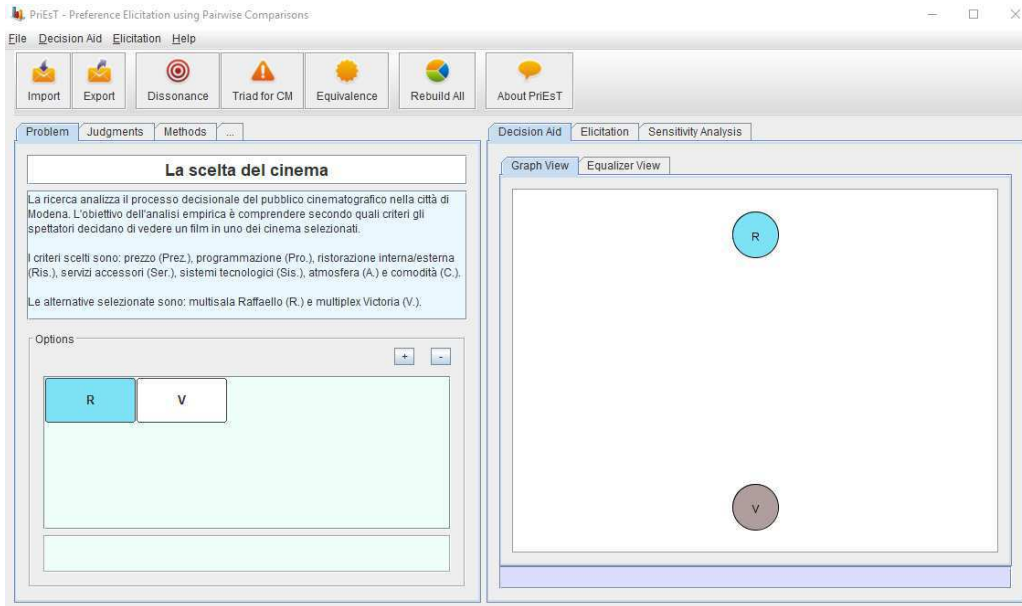 PriEsT - Preference Elicitation using Pairwise Comparisons
File Decision Aid Elicitation Help
Import Export Dissonance Triad for CM Equivalence Rebuild All About PriEsT
Problem Judgments Methods ...
La scelta del cinema
La ricerca analizza il processo decisionale del pubblico cinematografico nella città di
Modena. L'obiettivo dell'analisi empirica è comprendere secondo quali criteri gli
spettatori decidano di vedere un film in uno dei cinema selezionati.
I criteri scelti sono: prezzo (Prez.), programmazione (Pro.), ristorazione interna/esterna
(Ris.), servizi accessori (Ser.), sistemi tecnologici (Sis.), atmosfera (A.) e comodità (C.).
Le alternative selezionate sono: multisala Raffaello (R.) e multiplex Victoria (V.).
Options
+ -
R V
Decision Aid Elicitation Sensitivity Analysis
Graph View Equalizer View
R
V